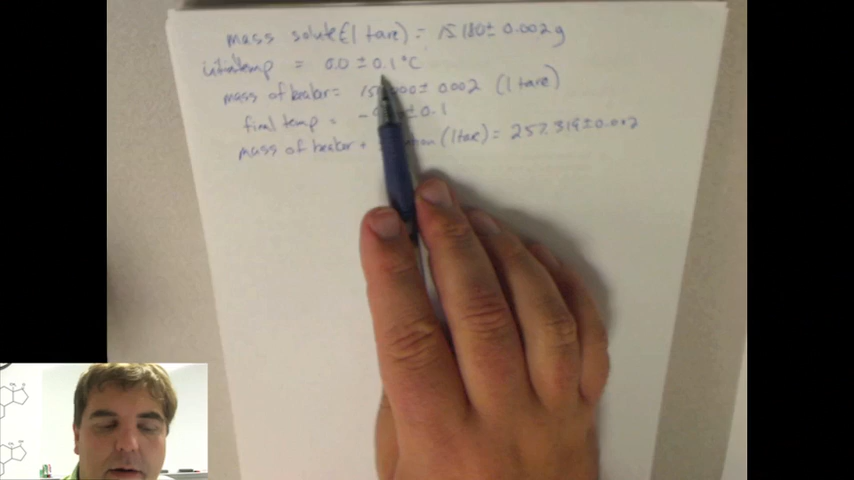 mass solute (1 tare) = 15.180 ± 0.002 g
temp = 0.0 ± 0.1 °C
mass of beaker = ± 0.002 (1 tare)
final temp = ± 0.1
mass of beaker + (1 tare) = 257.319 ± 0.002